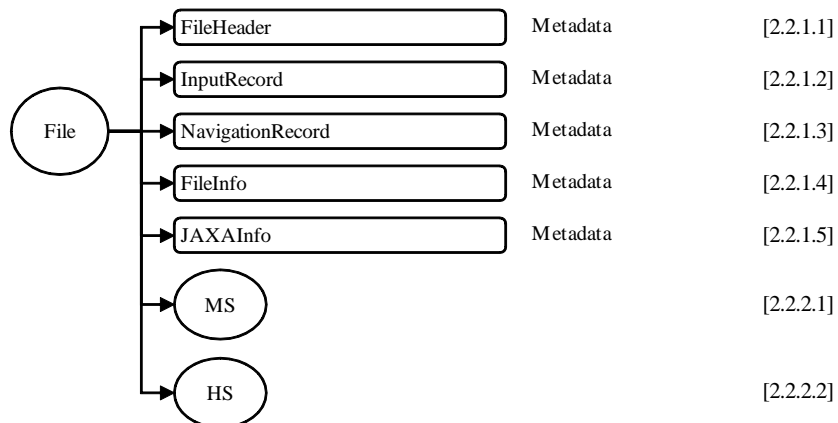 FileHeader Metadata [2.2.1.1]
InputRecord Metadata [2.2.1.2]
File NavigationRecord Metadata [2.2.1.3]
FileInfo Metadata [2.2.1.4]
JAXAInfo Metadata [2.2.1.5]
MS [2.2.2.1]
HS [2.2.2.2]